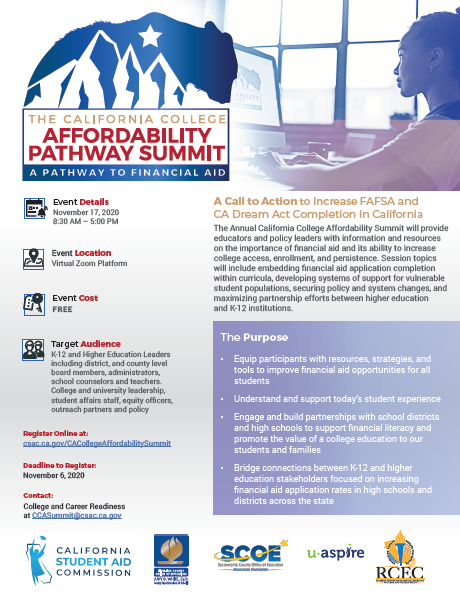 THE CALIFORNIA COLLEGE
AFFORDABILITY
PATHWAY SUMMIT
A PATHWAY TO FINANCIAL AID
Event Details
November 17, 2020
8:30 AM – 5:00 PM
Event Location
Virtual Zoom Platform
Event Cost
FREE
Target Audience
K-12 and Higher Education Leaders
including district, and county level
board members, administrators,
school counselors and teachers.
College and university leadership,
student affairs staff, equity officers,
outreach partners and policy
Register Online at:
csac.ca.gov/CACollegeAffordabilitySummit
Deadline to Register:
November 6, 2020
Contact:
College and Career Readiness
at CCASummit@csac.ca.gov
A Call to Action to Increase FAFSA and
CA Dream Act Completion in California
The Annual California College Affordability Summit will provide
educators and policy leaders with information and resources
on the importance of financial aid and its ability to increase
college access, enrollment, and persistence. Session topics
will include embedding financial aid application completion
within curricula, developing systems of support for vulnerable
student populations, securing policy and system changes, and
maximizing partnership efforts between higher education
and K-12 institutions.
The Purpose
• Equip participants with resources, strategies, and
tools to improve financial aid opportunities for all
students
• Understand and support today's student experience
• Engage and build partnerships with school districts
and high schools to support financial literacy and
promote the value of a college education to our
students and families
• Bridge connections between K-12 and higher
education stakeholders focused on increasing
financial aid application rates in high schools and
districts across the state
CALIFORNIA
STUDENT AID
COMMISSION
SCOE
Sacramento County Office of Education
u·aspire
RCEC